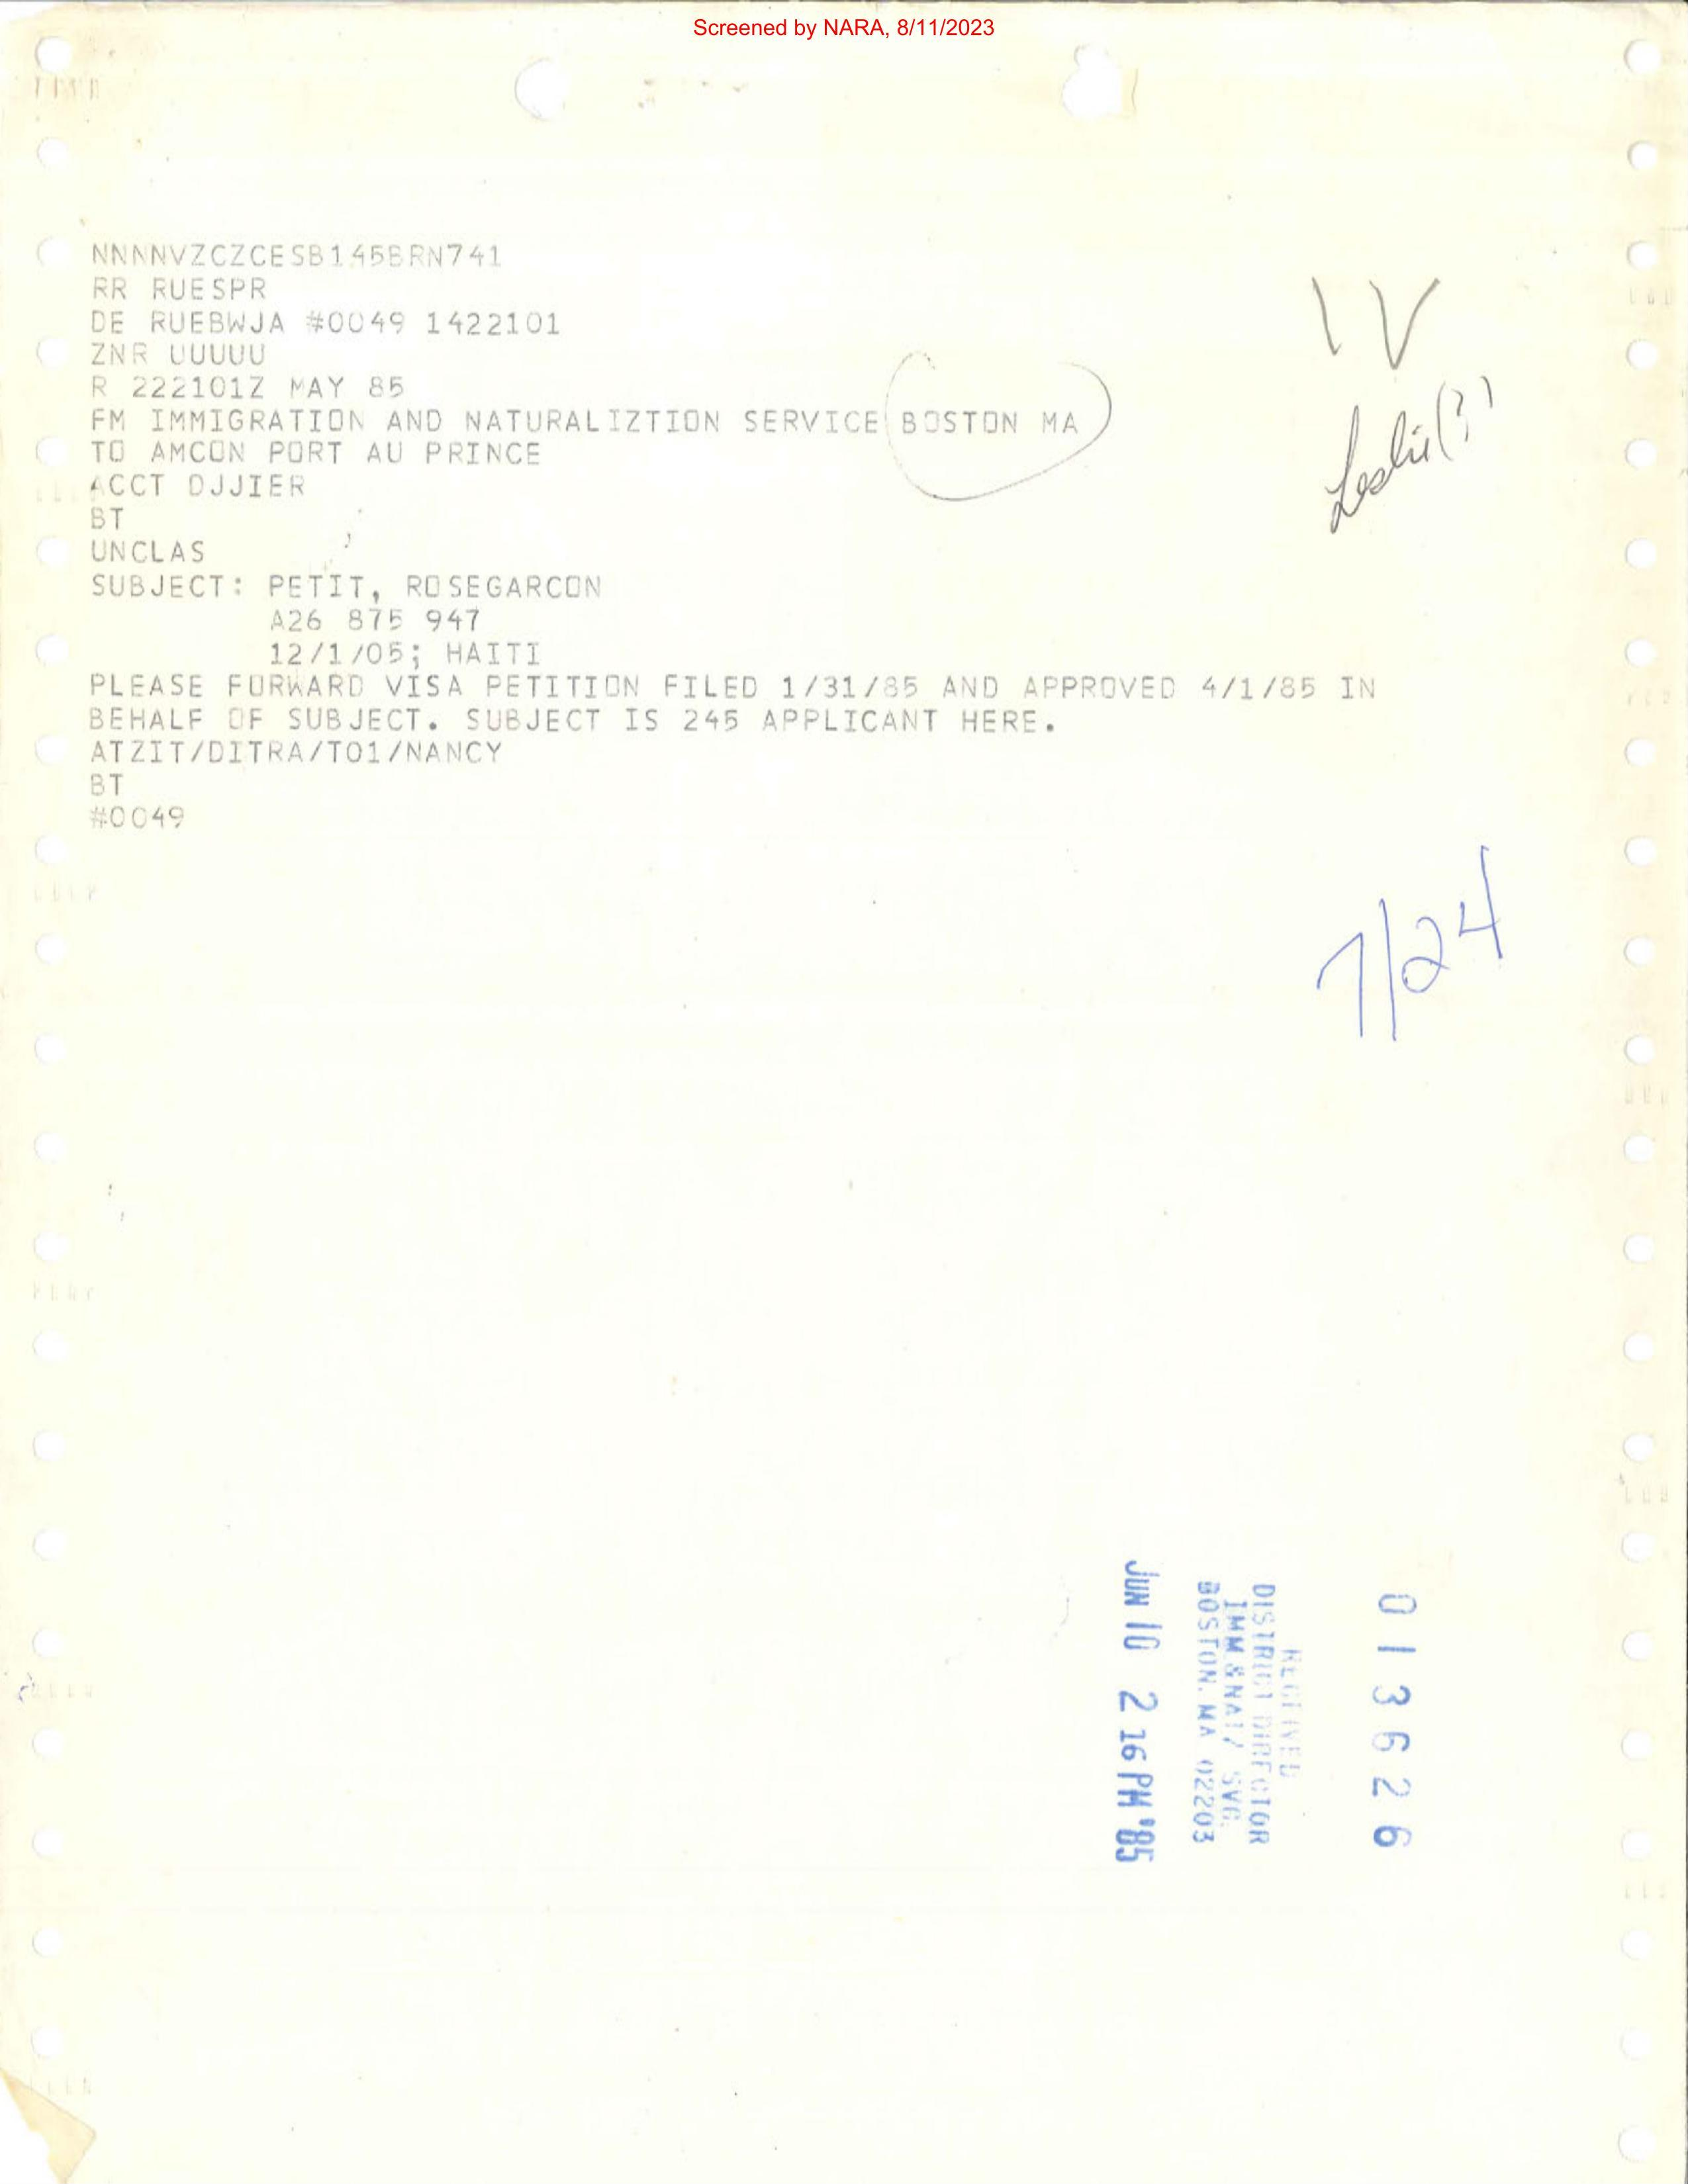 Screened by NARA, 8/11/2023
NNNNVZCZCESB145BRN741
RR RUESPR
DE RUEBWJA #0049 1422101
ZNR UUUUU
R 222101Z MAY 85
FM IMMIGRATION AND NATURALIZTION SERVICE BOSTON MA
TO AMCON PORT AU PRINCE
ACCT DJJIER
BT
UNCLAS
SUBJECT: PETIT, ROSEGARCON
A26 875 947
12/1/05; HAITI
PLEASE FORWARD VISA PETITION FILED 1/31/85 AND APPROVED 4/1/85 IN
BEHALF OF SUBJECT. SUBJECT IS 245 APPLICANT HERE.
ATZIT/DITRA/TO1/NANCY
BT
#0049
IV
Leslie(?)
7/24
013626
RECEIVED
DISTRICT DIRECTOR
IMM & NAT/ SVC.
BOSTON, MA 02203
JUN 10 2 16 PM '85